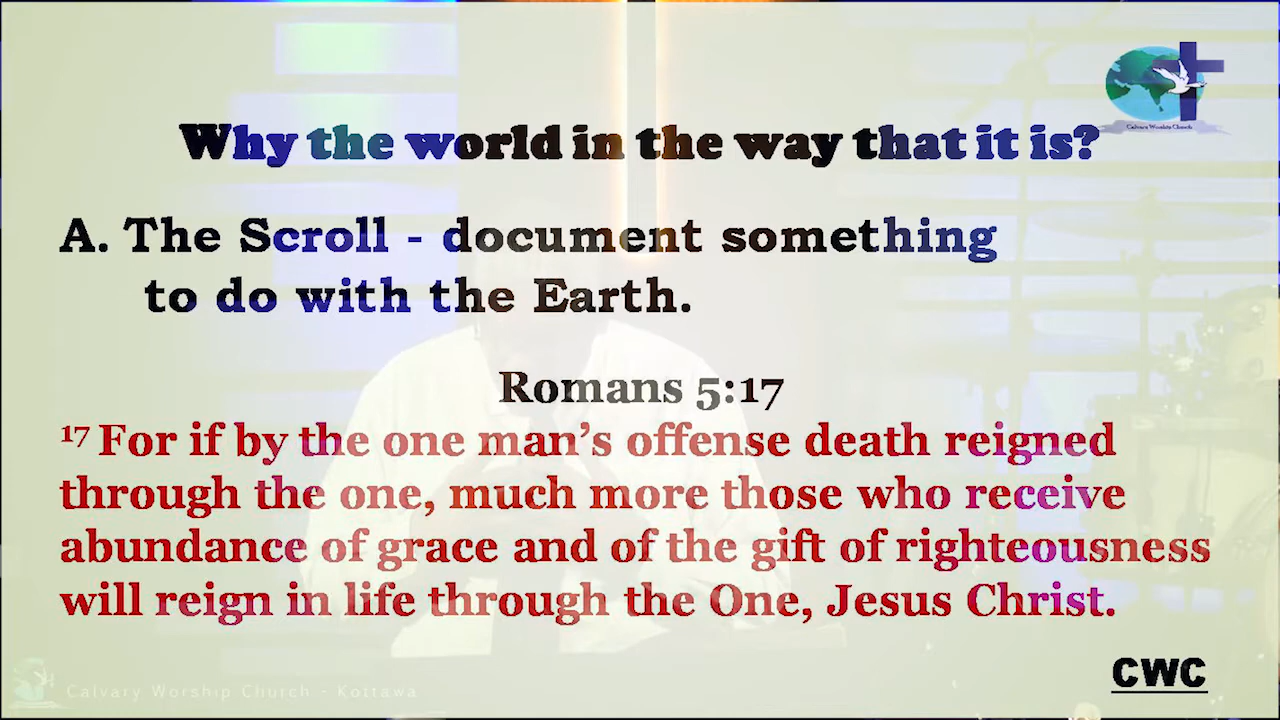 Calvary Worship Church
Why the world in the way that it is?
A. The Scroll - document something
to do with the Earth.
Romans 5:17
17 For if by the one man’s offense death reigned
through the one, much more those who receive
abundance of grace and of the gift of righteousness
will reign in life through the One, Jesus Christ.
CWC
Calvary Worship Church - Kottawa